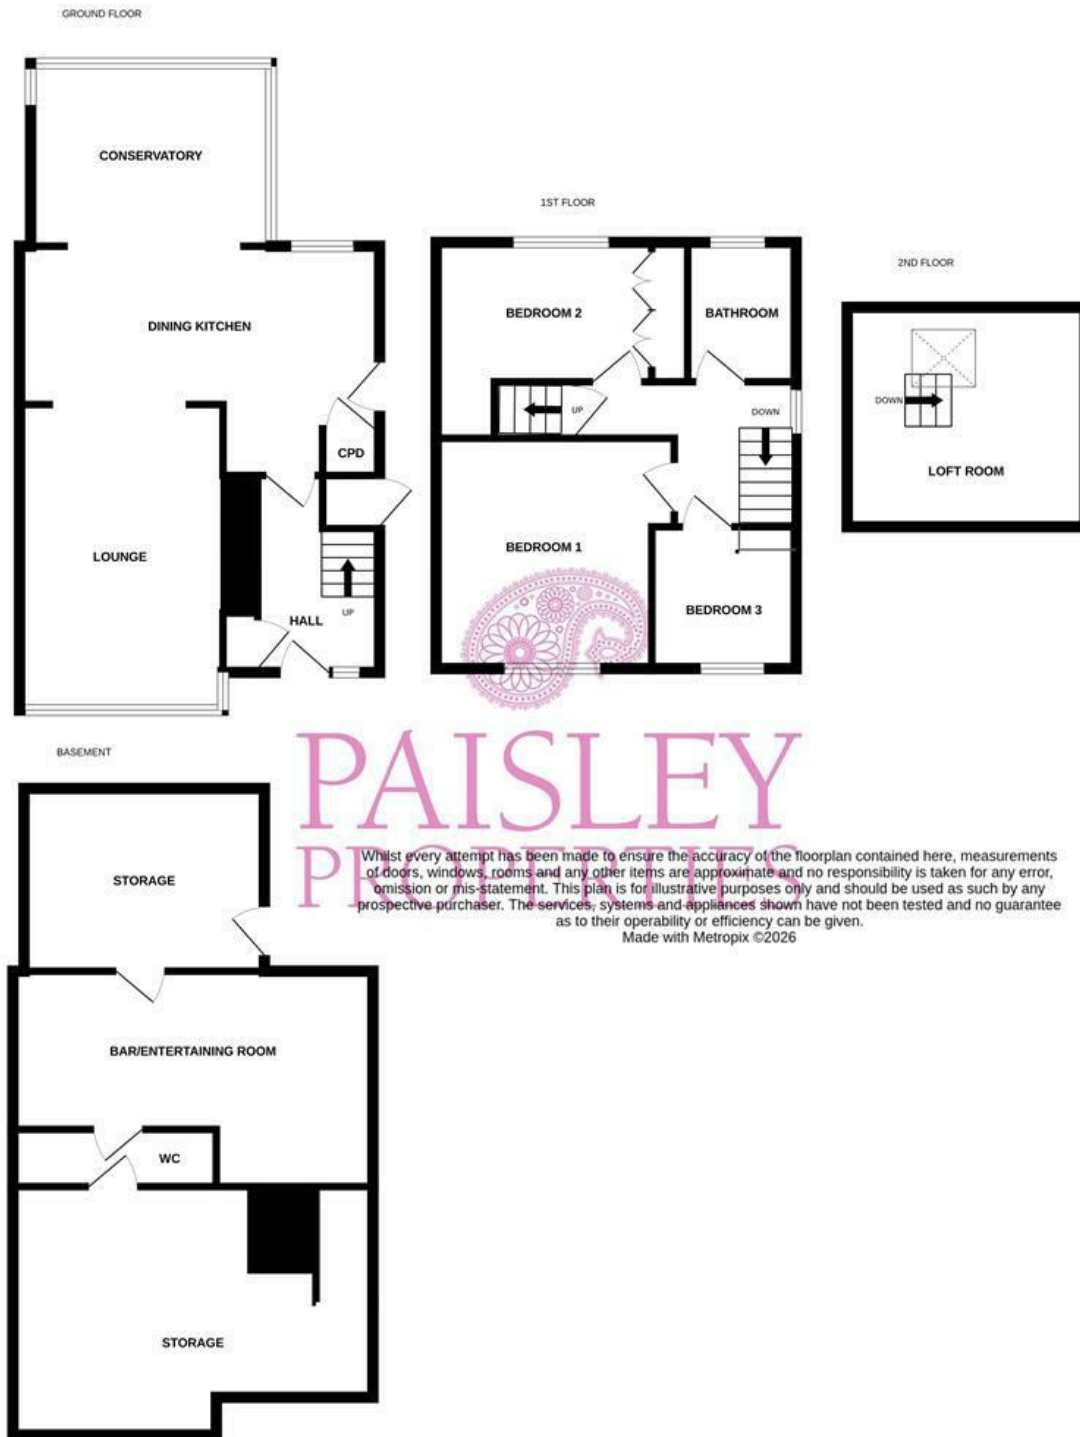 GROUND FLOOR
CONSERVATORY
DINING KITCHEN
CPD
LOUNGE
HALL
UP
1ST FLOOR
BEDROOM 2
BATHROOM
UP
DOWN
BEDROOM 1
BEDROOM 3
2ND FLOOR
DOWN
LOFT ROOM
BASEMENT
STORAGE
BAR/ENTERTAINING ROOM
WC
STORAGE
PAISLEY
PROPERTIES
Whilst every attempt has been made to ensure the accuracy of the floorplan contained here, measurements
of doors, windows, rooms and any other items are approximate and no responsibility is taken for any error,
omission or mis-statement. This plan is for illustrative purposes only and should be used as such by any
prospective purchaser. The services, systems and appliances shown have not been tested and no guarantee
as to their operability or efficiency can be given.
Made with Metropix ©2026